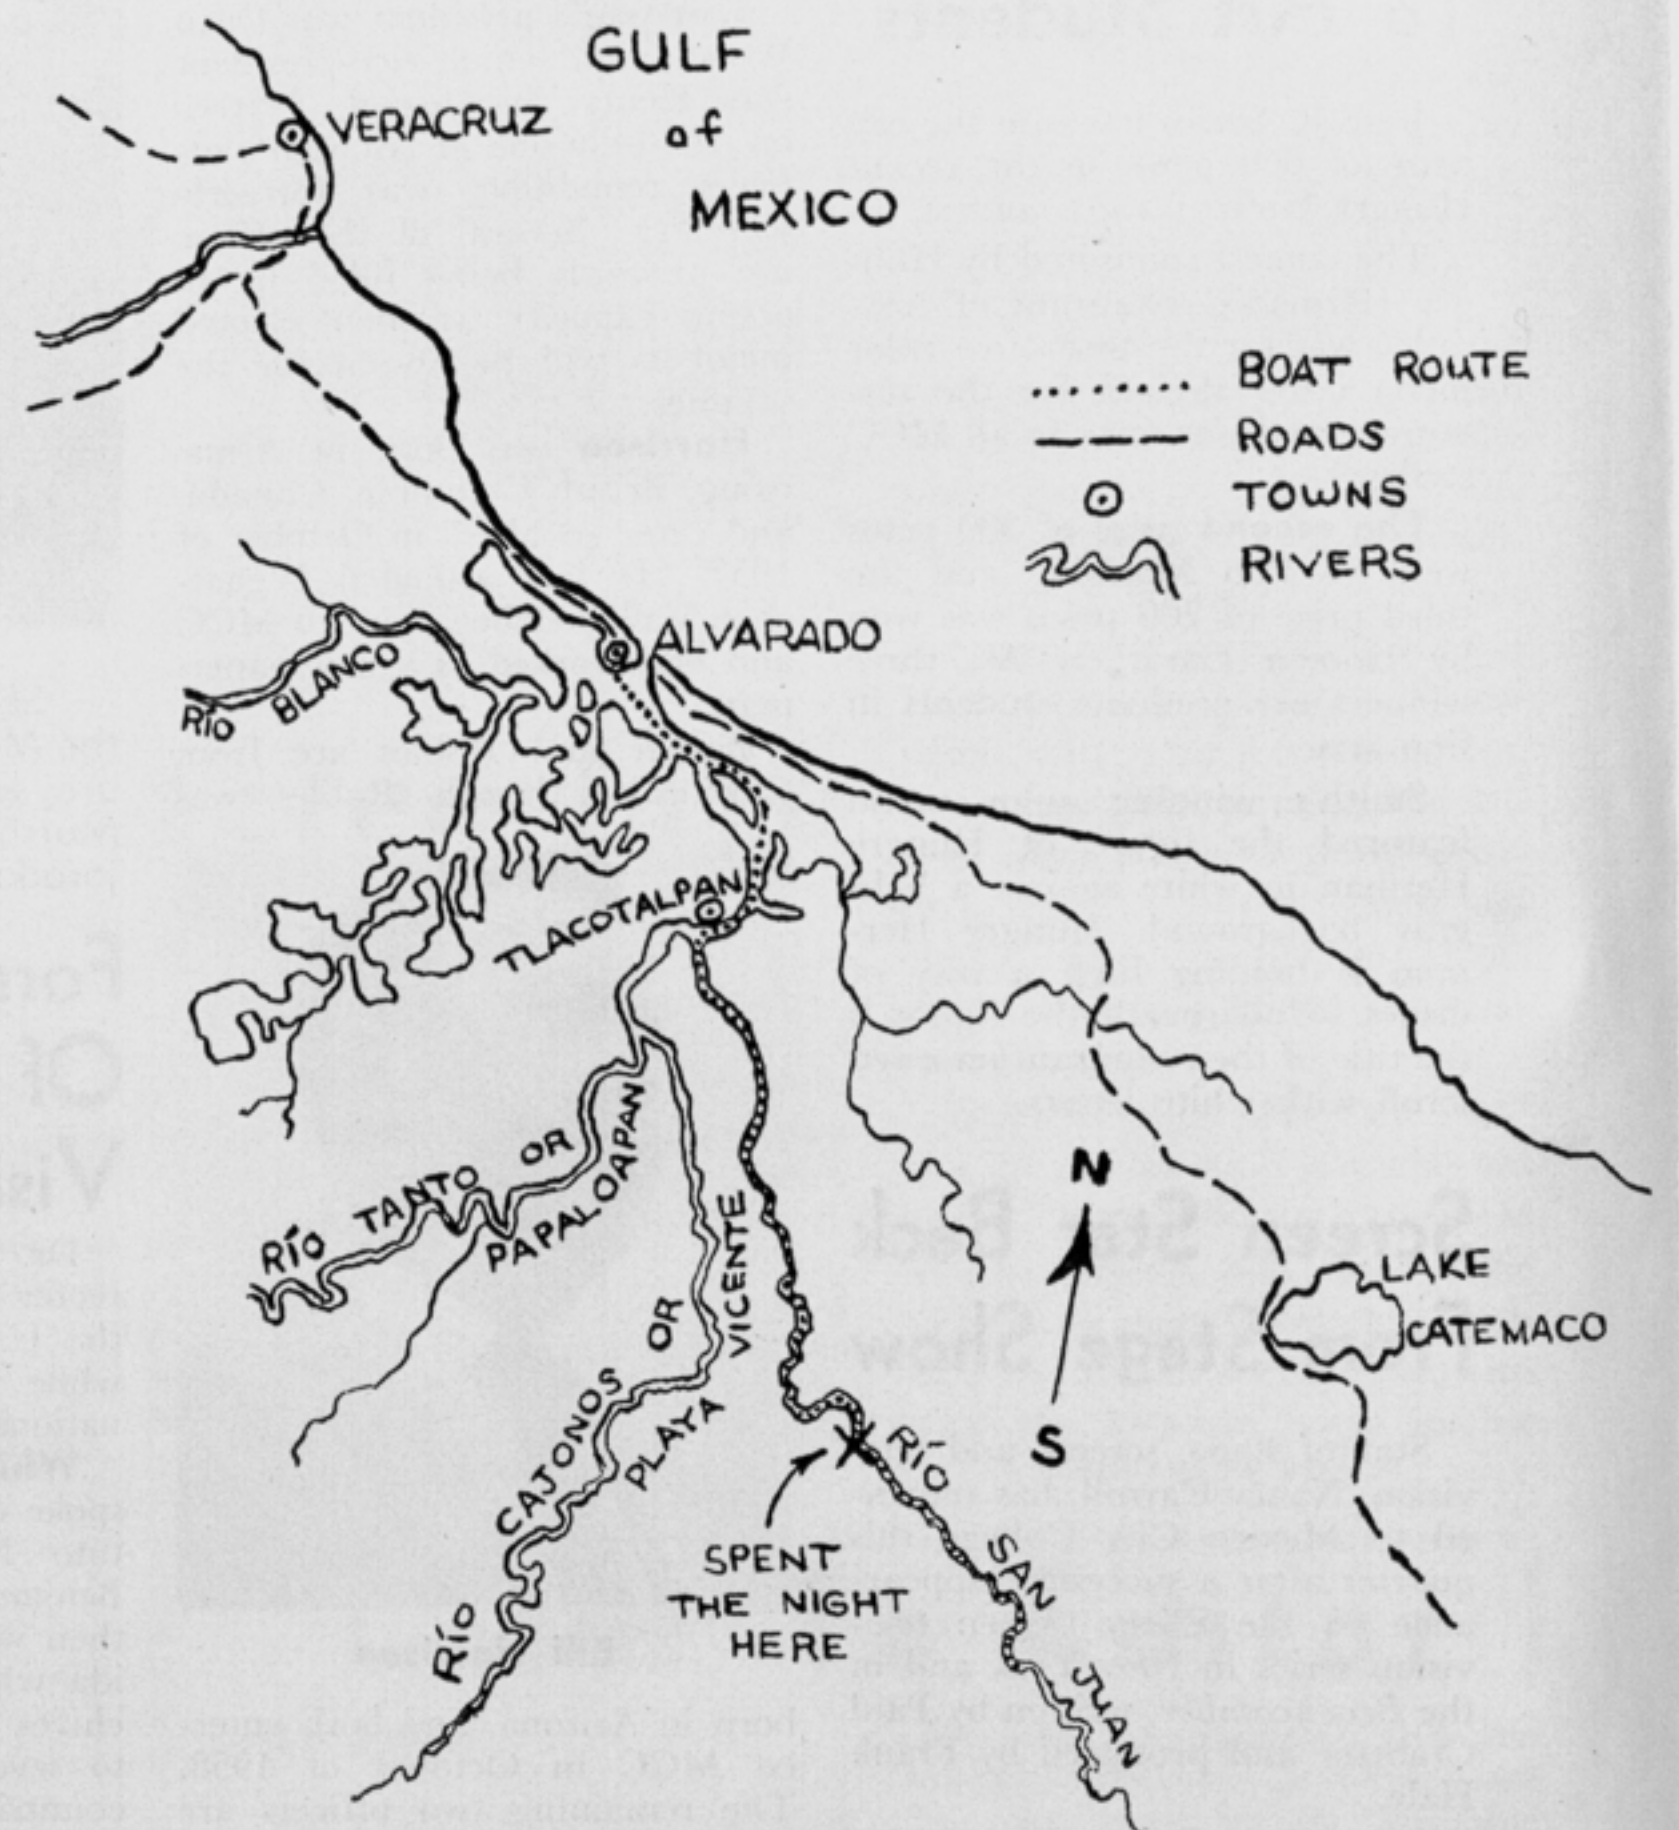 GULF
of
MEXICO
VERACRUZ
BOAT ROUTE
ROADS
TOWNS
RIVERS
ALVARADO
RÍO BLANCO
TLACOTALPAN
RÍO TANTO OR
PAPALOAPAN
N
S
LAKE
CATEMACO
RÍO CAJONOS OR
PLAYA VICENTE
SPENT
THE NIGHT
HERE
RÍO SAN JUAN